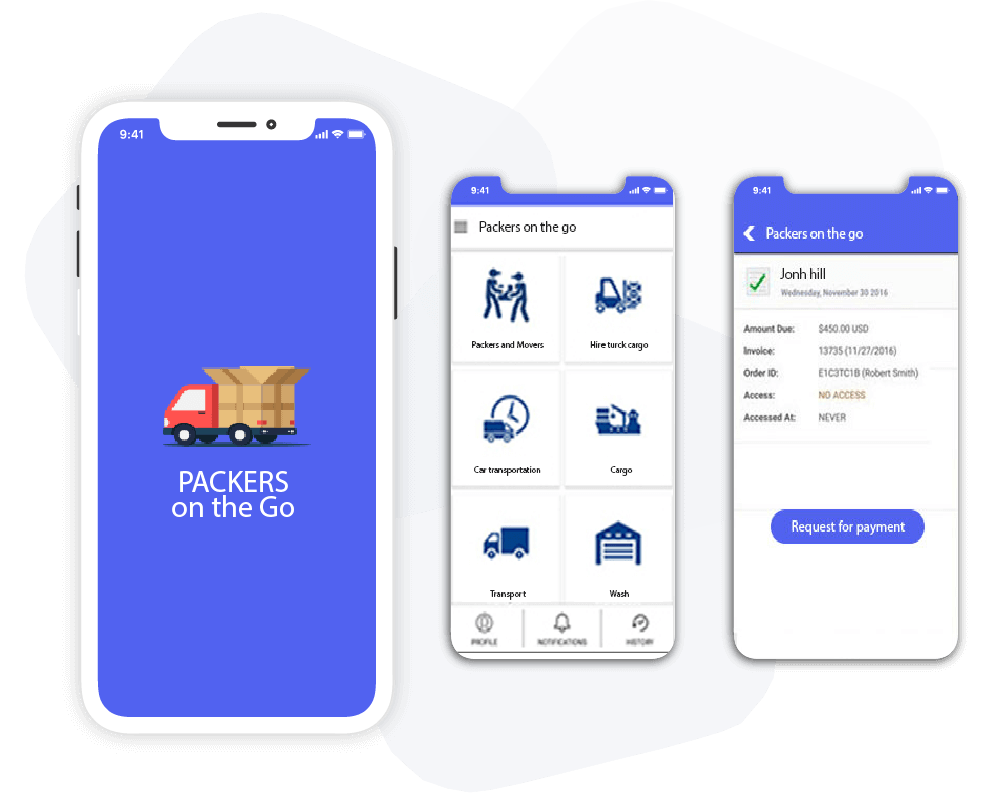 9:41
PACKERS
on the Go
9:41
Packers on the go
Packers and Movers
Hire turck cargo
Car transportation
Cargo
Transport
Wash
PROFILE
NOTIFICATIONS
HISTORY
9:41
Packers on the go
Jonh hill
Wednesday, November 30 2016
Amount Due: $450.00 USD
Invoice: 13735 (11/27/2016)
Order ID: E1C3TC1B (Robert Smith)
Access: NO ACCESS
Accessed At: NEVER
Request for payment